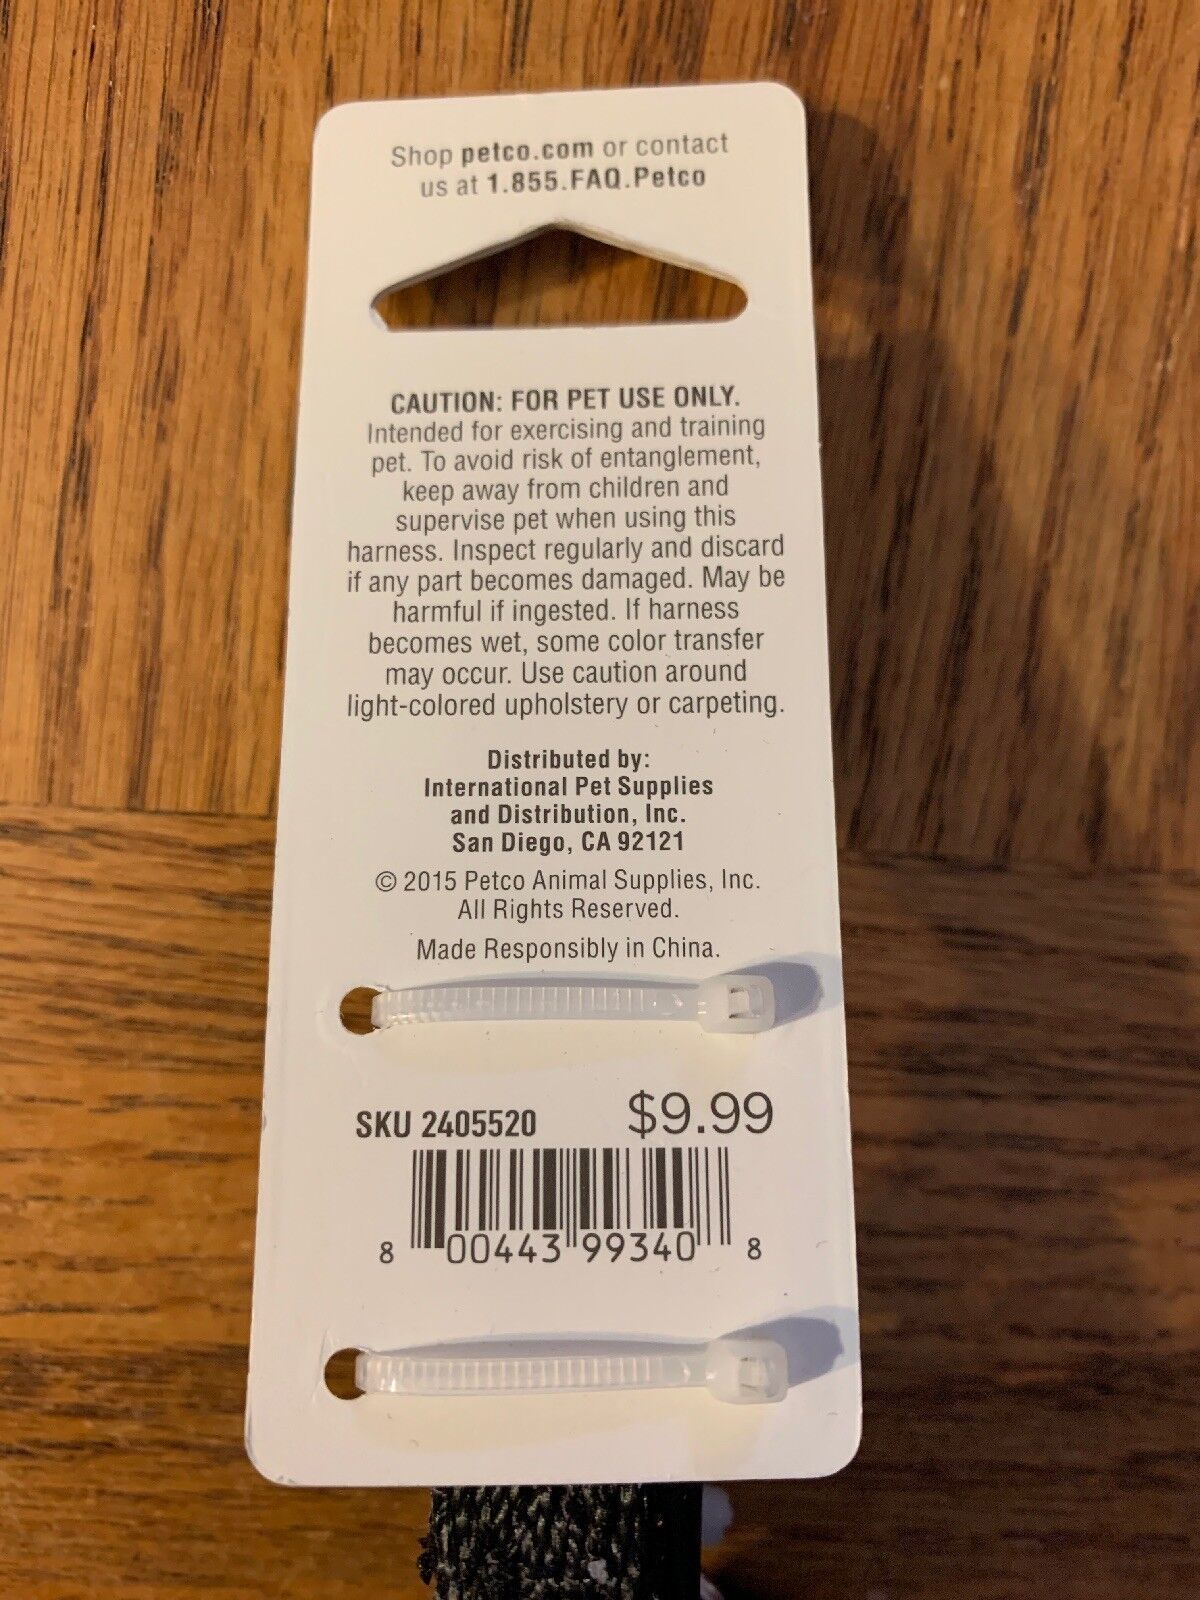 Shop petco.com or contact
us at 1.855.FAQ.Petco
CAUTION: FOR PET USE ONLY.
Intended for exercising and training
pet. To avoid risk of entanglement,
keep away from children and
supervise pet when using this
harness. Inspect regularly and discard
if any part becomes damaged. May be
harmful if ingested. If harness
becomes wet, some color transfer
may occur. Use caution around
light-colored upholstery or carpeting.
Distributed by:
International Pet Supplies
and Distribution, Inc.
San Diego, CA 92121
© 2015 Petco Animal Supplies, Inc.
All Rights Reserved.
Made Responsibly in China.
SKU 2405520 $9.99
8 00443 99340 8